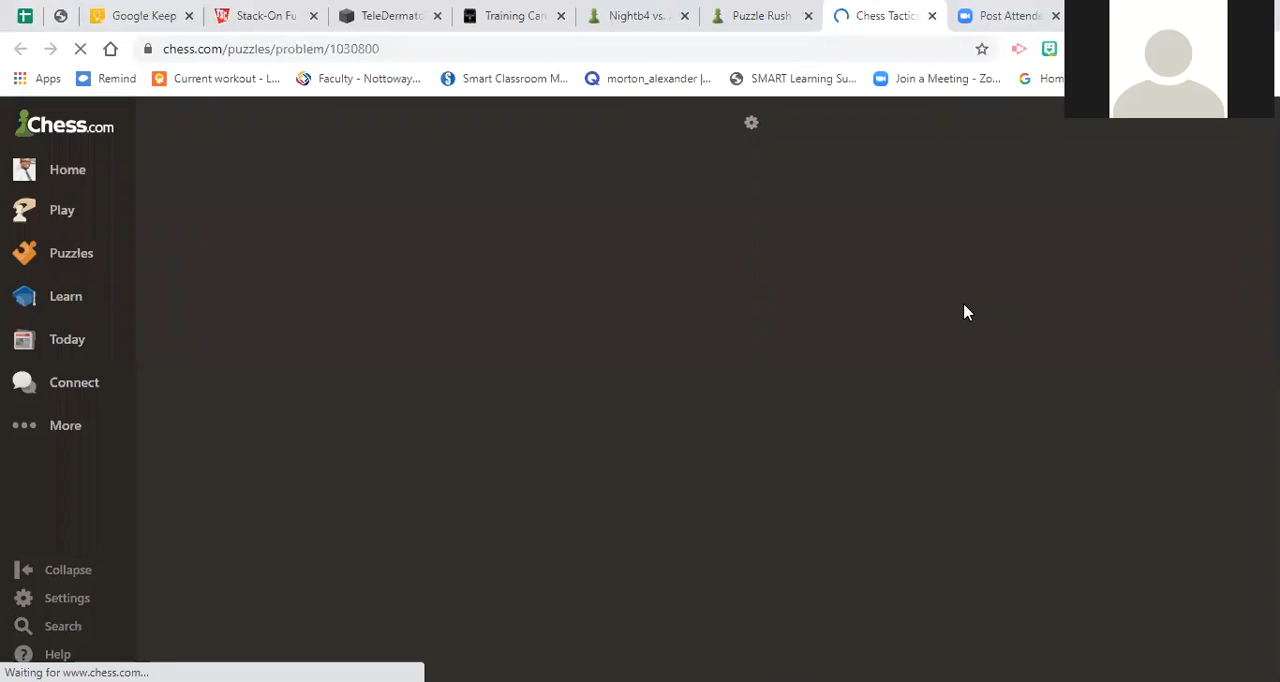 Google Keep
Stack-On Fu
TeleDermato
Training Can
Nightb4 vs.
Puzzle Rush
Chess Tactic
Post Attenda
chess.com/puzzles/problem/1030800
Apps
Remind
Current workout - L...
Faculty - Nottoway...
Smart Classroom M...
morton_alexander |...
SMART Learning Su...
Join a Meeting - Zo...
Hom
Chess.com
Home
Play
Puzzles
Learn
Today
Connect
More
Collapse
Settings
Search
Help
Waiting for www.chess.com...